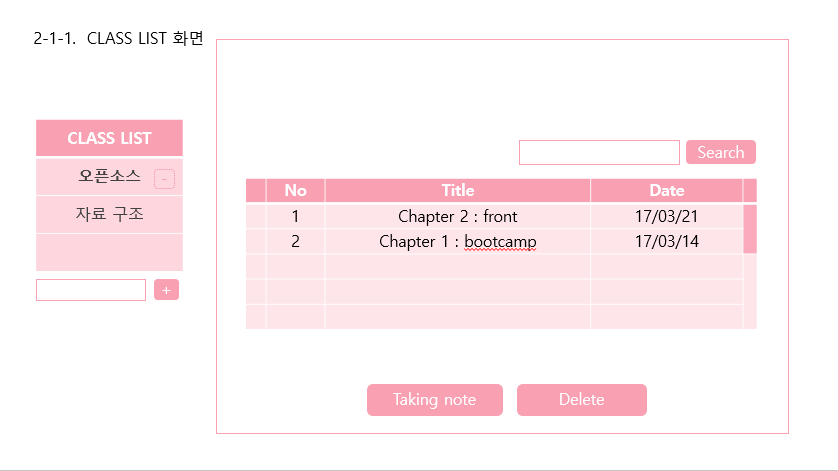 2-1-1. CLASS LIST 화면
CLASS LIST
오픈소스 -
자료 구조
+
Search
No Title Date
1 Chapter 2 : front 17/03/21
2 Chapter 1 : bootcamp 17/03/14
Taking note Delete